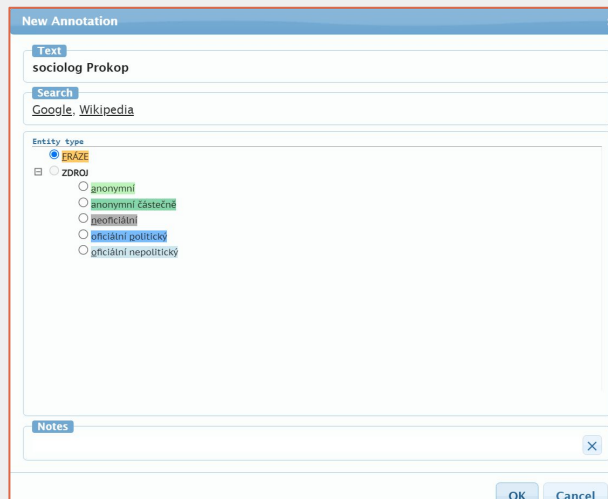 New Annotation
Text
sociolog Prokop
Search
Google, Wikipedia
Entity type
FRÁZE
ZDROJ
anonymní
anonymní částečně
neoficiální
oficiální politický
oficiální nepolitický
Notes
OK Cancel